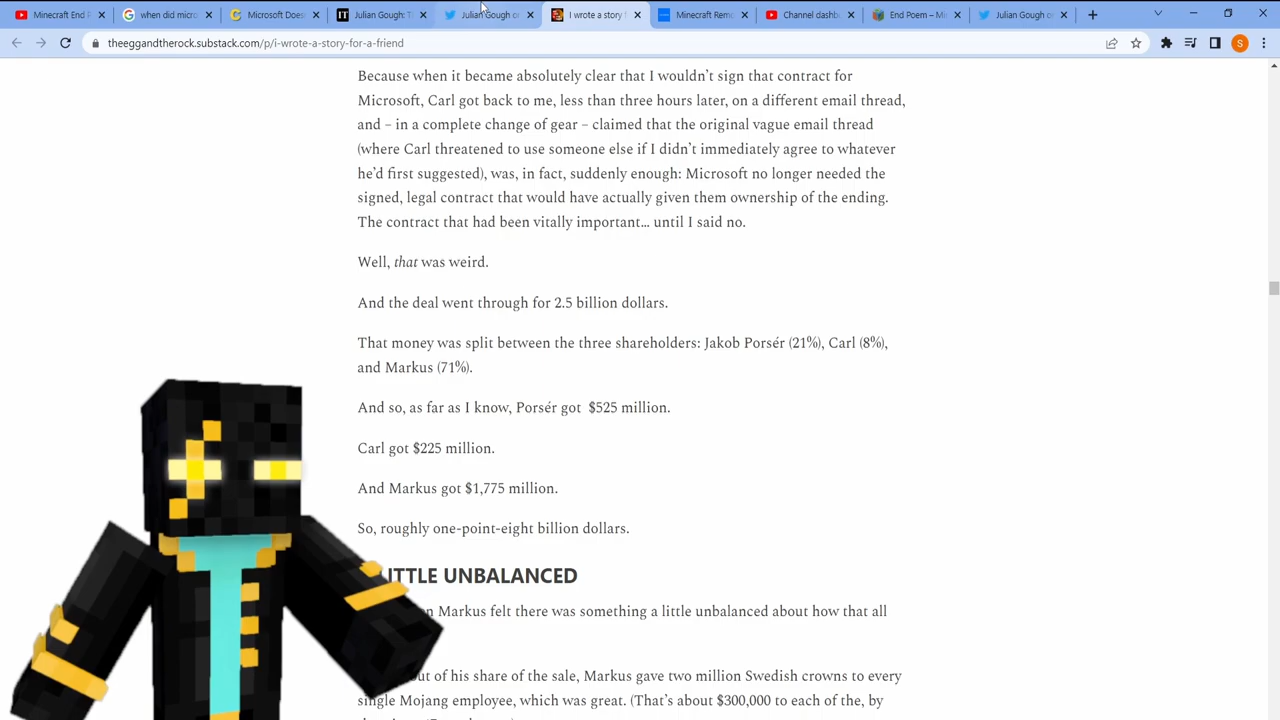 Minecraft End P
when did micro
Microsoft Does
Julian Gough: T
Julian Gough o
I wrote a story f
Minecraft Remo
Channel dashb
End Poem – Mi
Julian Gough o
theeggandtherock.substack.com/p/i-wrote-a-story-for-a-friend
S
Because when it became absolutely clear that I wouldn't sign that contract for
Microsoft, Carl got back to me, less than three hours later, on a different email thread,
and – in a complete change of gear – claimed that the original vague email thread
(where Carl threatened to use someone else if I didn't immediately agree to whatever
he'd first suggested), was, in fact, suddenly enough: Microsoft no longer needed the
signed, legal contract that would have actually given them ownership of the ending.
The contract that had been vitally important… until I said no.
Well, that was weird.
And the deal went through for 2.5 billion dollars.
That money was split between the three shareholders: Jakob Porsér (21%), Carl (8%),
and Markus (71%).
And so, as far as I know, Porsér got $525 million.
Carl got $225 million.
And Markus got $1,775 million.
So, roughly one-point-eight billion dollars.
ITTLE UNBALANCED
Markus felt there was something a little unbalanced about how that all
out of his share of the sale, Markus gave two million Swedish crowns to every
single Mojang employee, which was great. (That's about $300,000 to each of the, by